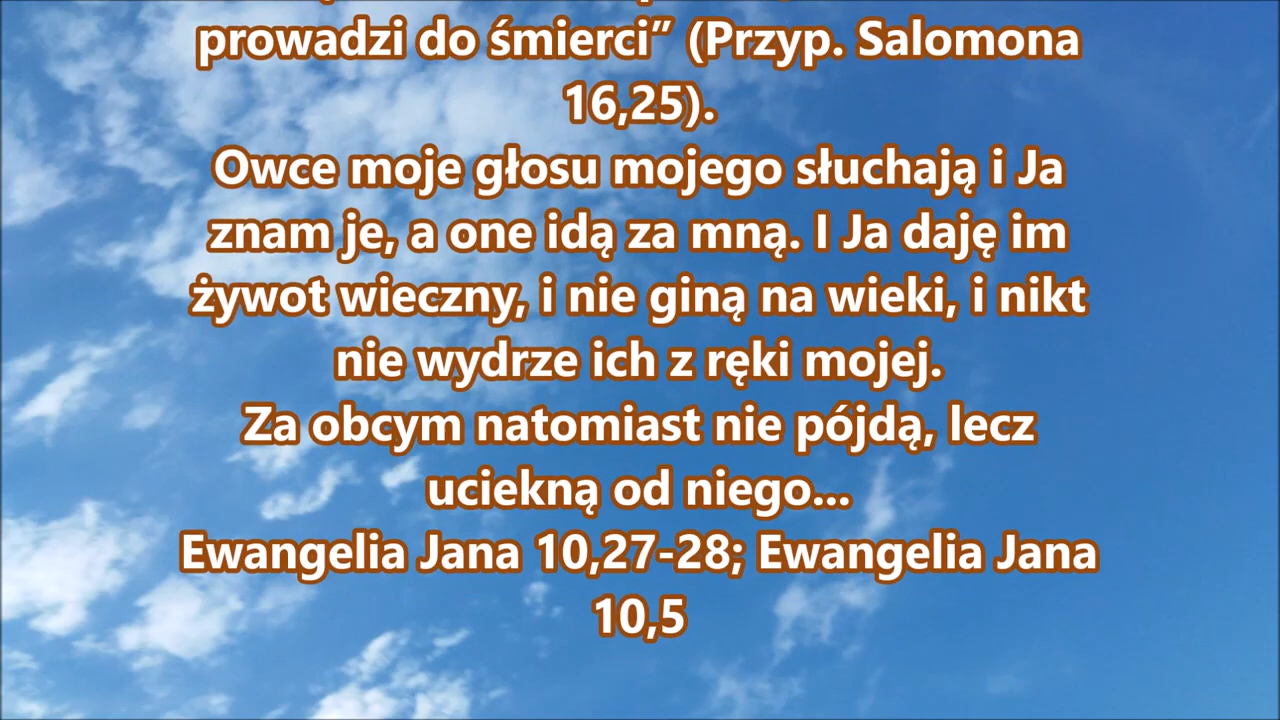 prowadzi do śmierci” (Przyp. Salomona
16,25).
Owce moje głosu mojego słuchają i Ja
znam je, a one idą za mną. I Ja daję im
żywot wieczny, i nie giną na wieki, i nikt
nie wydrze ich z ręki mojej.
Za obcym natomiast nie pójdą, lecz
uciekną od niego...
Ewangelia Jana 10,27-28; Ewangelia Jana
10,5